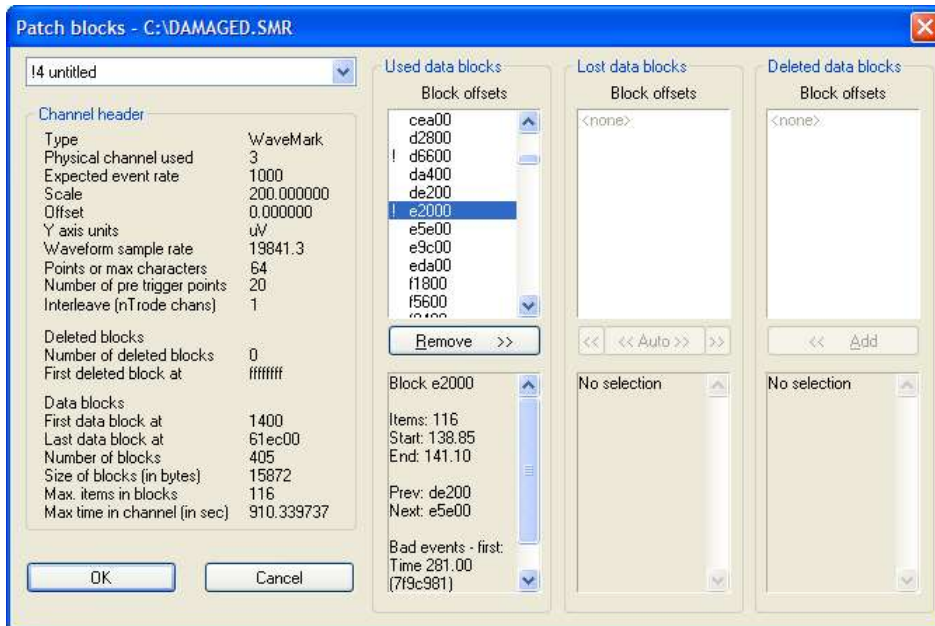 Patch blocks - C:\DAMAGED.SMR
!4 untitled
Channel header
Type WaveMark
Physical channel used 3
Expected event rate 1000
Scale 200.000000
Offset 0.000000
Y axis units uV
Waveform sample rate 19841.3
Points or max characters 64
Number of pre trigger points 20
Interleave (nTrode chans) 1
Deleted blocks
Number of deleted blocks 0
First deleted block at ffffffff
Data blocks
First data block at 1400
Last data block at 61ec00
Number of blocks 405
Size of blocks (in bytes) 15872
Max. items in blocks 116
Max time in channel (in sec) 910.339737
OK Cancel
Used data blocks
Block offsets
cea00
d2800
! d6600
da400
de200
! e2000
e5e00
e9c00
eda00
f1800
f5600
Remove >>
Block e2000
Items: 116
Start: 138.85
End: 141.10
Prev: de200
Next: e5e00
Bad events - first:
Time 281.00
(7f9c981)
Lost data blocks
Block offsets
<none>
<< << Auto >> >>
No selection
Deleted data blocks
Block offsets
<none>
<< Add
No selection